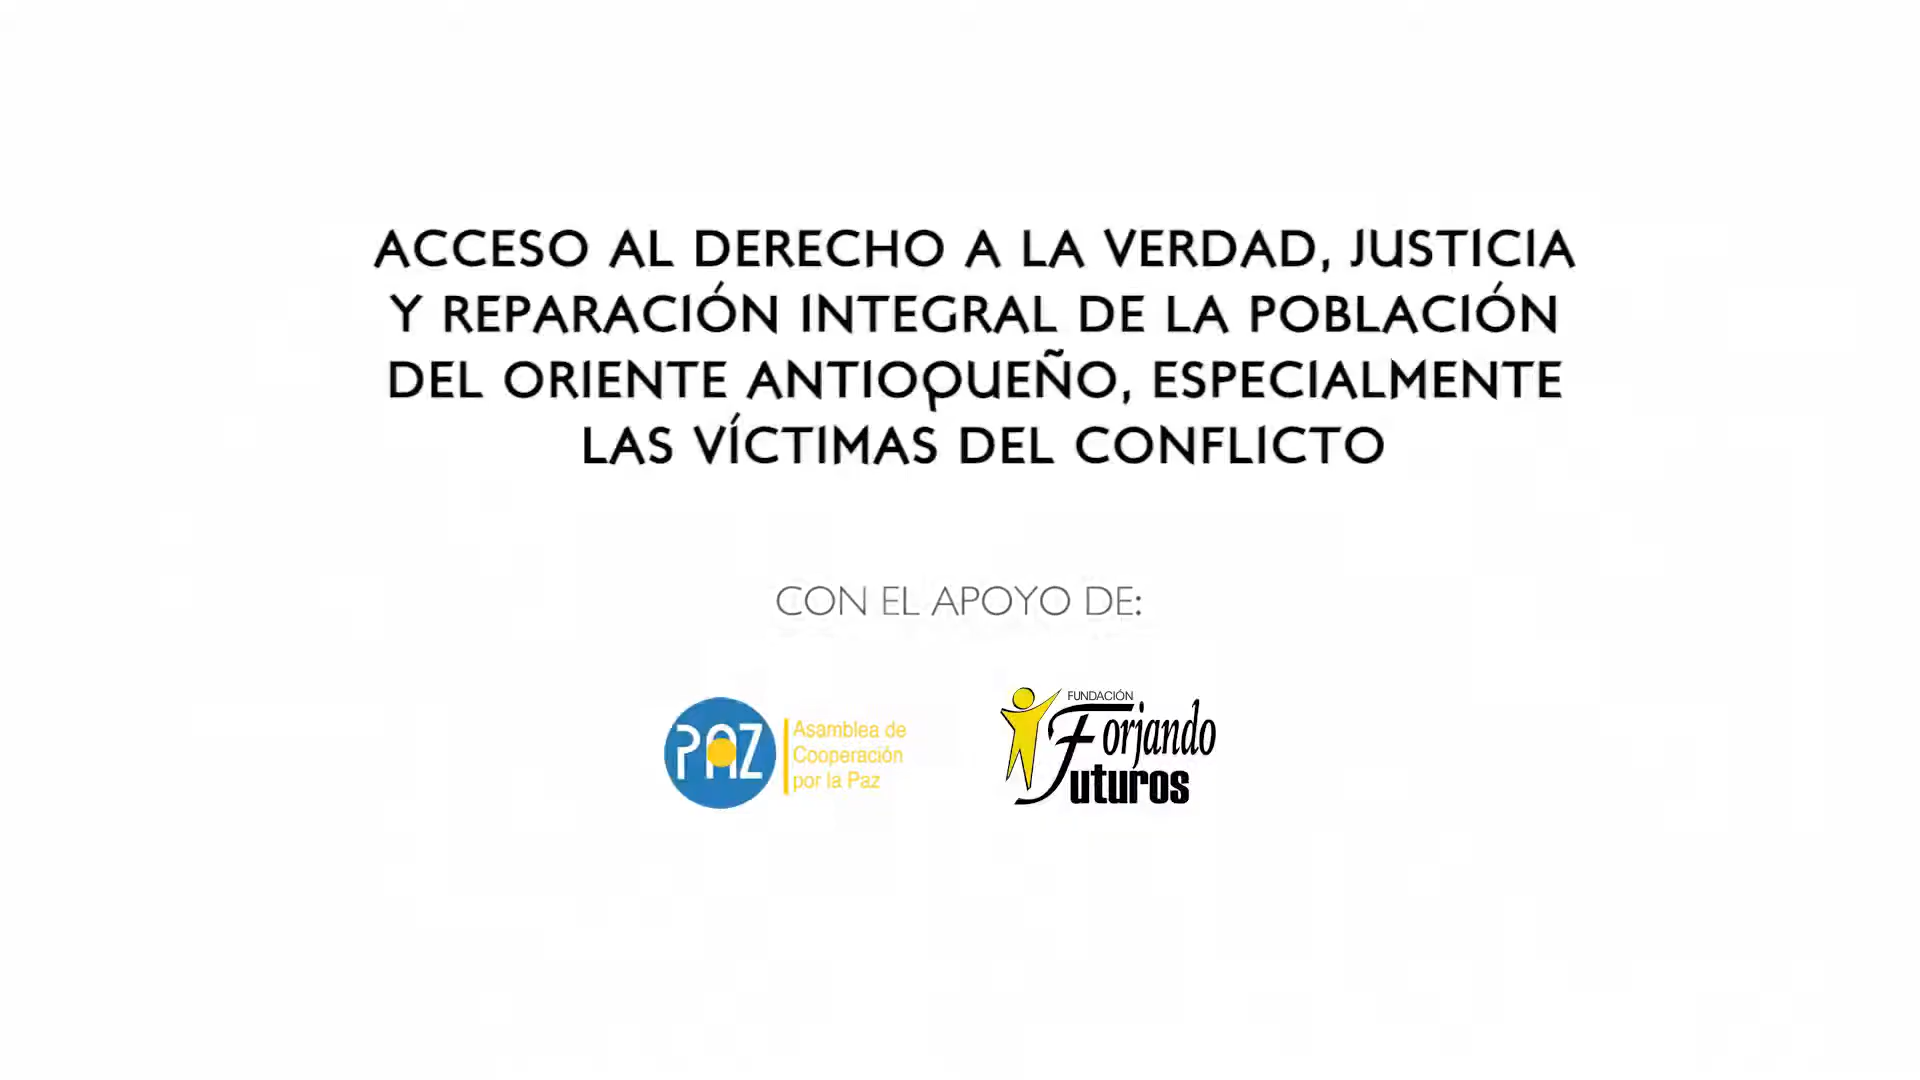 ACCESO AL DERECHO A LA VERDAD, JUSTICIA
Y REPARACIÓN INTEGRAL DE LA POBLACIÓN
DEL ORIENTE ANTIOQUEÑO, ESPECIALMENTE
LAS VÍCTIMAS DEL CONFLICTO
CON EL APOYO DE:
PAZ
Asamblea de
Cooperación
por la Paz
FUNDACIÓN
Forjando
Futuros